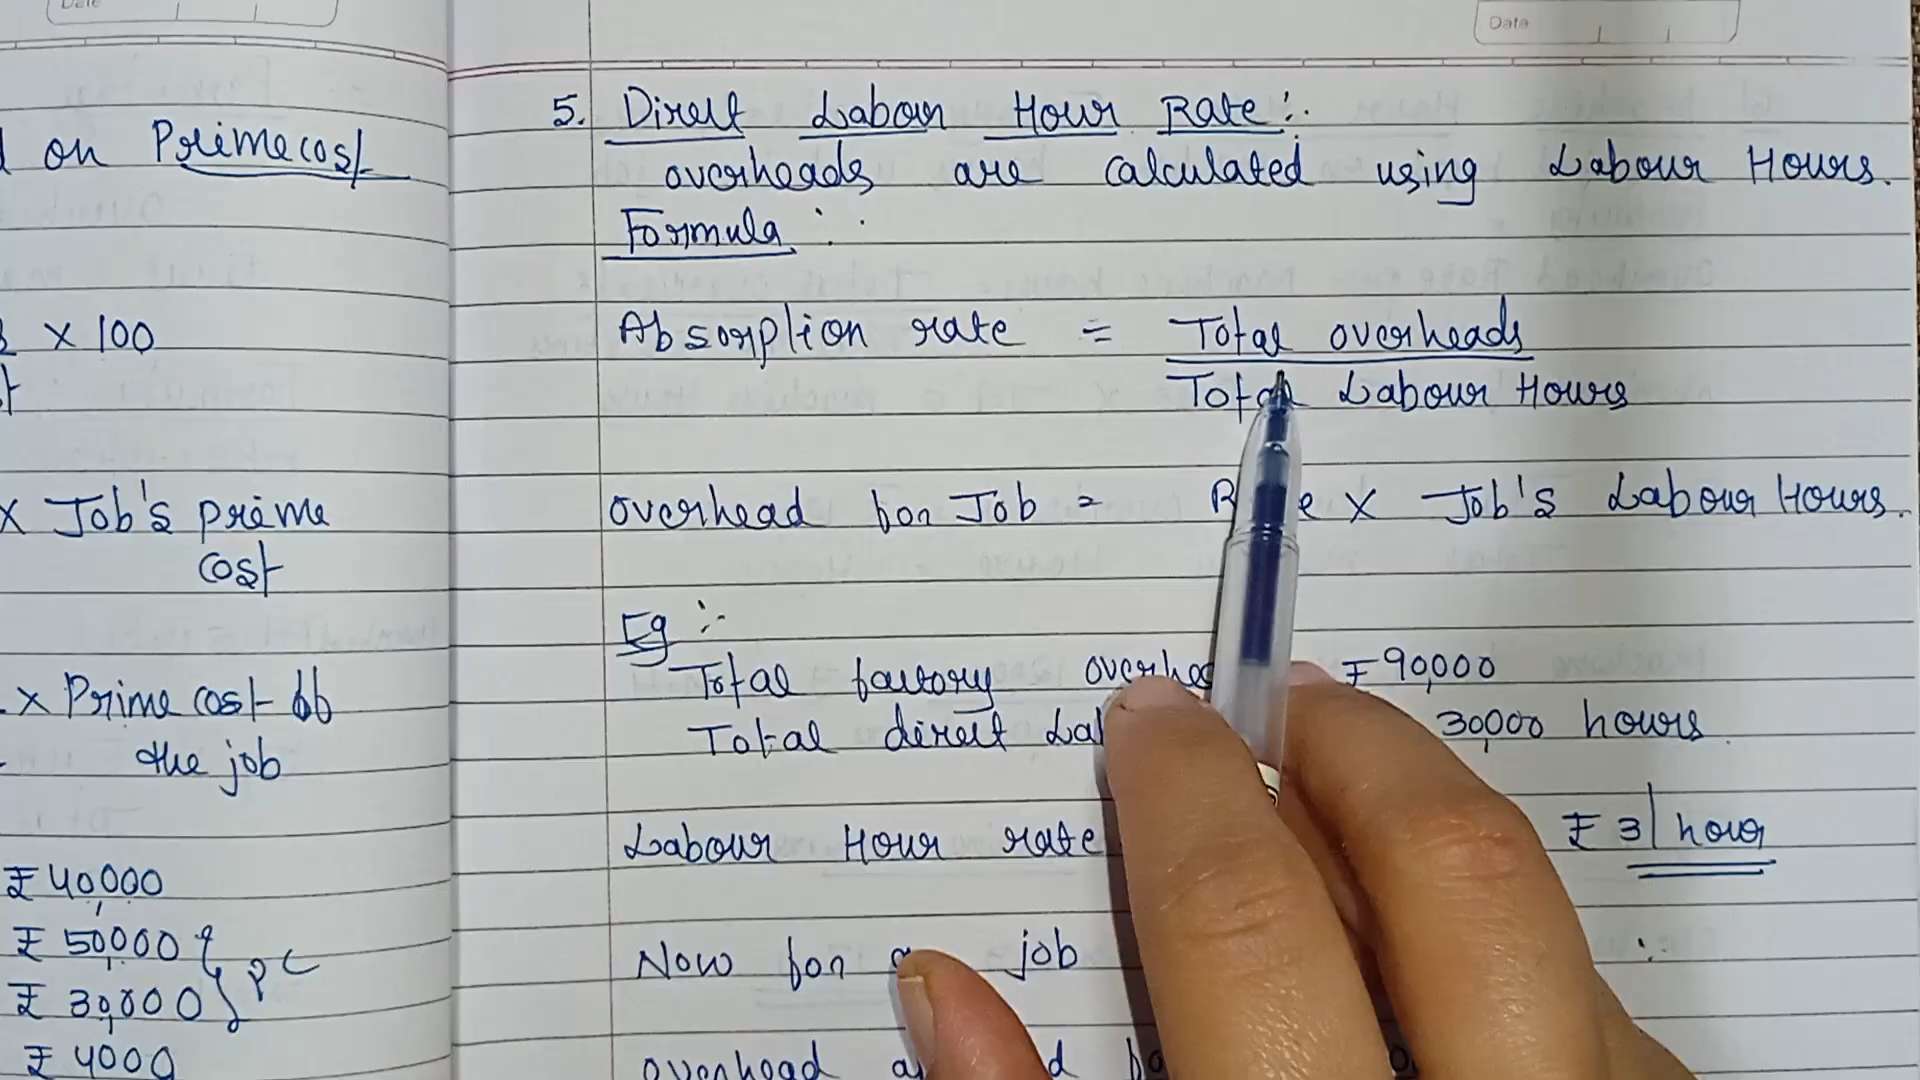 Date
on Primecost
x 100
x Job's prime
cost
x Prime cost of
the job
₹ 40,000
₹ 50,000
₹ 30,000 } PC
₹ 4000
Date
5. Direct Labour Hour Rate :-
overheads are calculated using Labour Hours.
Formula :-
Absorption rate = Total overheads
Total Labour Hours
overhead for Job = Rate x Job's Labour Hours.
Eg :-
Total factory ₹ 90,000
Total direct 30,000 hours
Labour Hour rate ₹ 3/hour
Now for a job :-
overhead